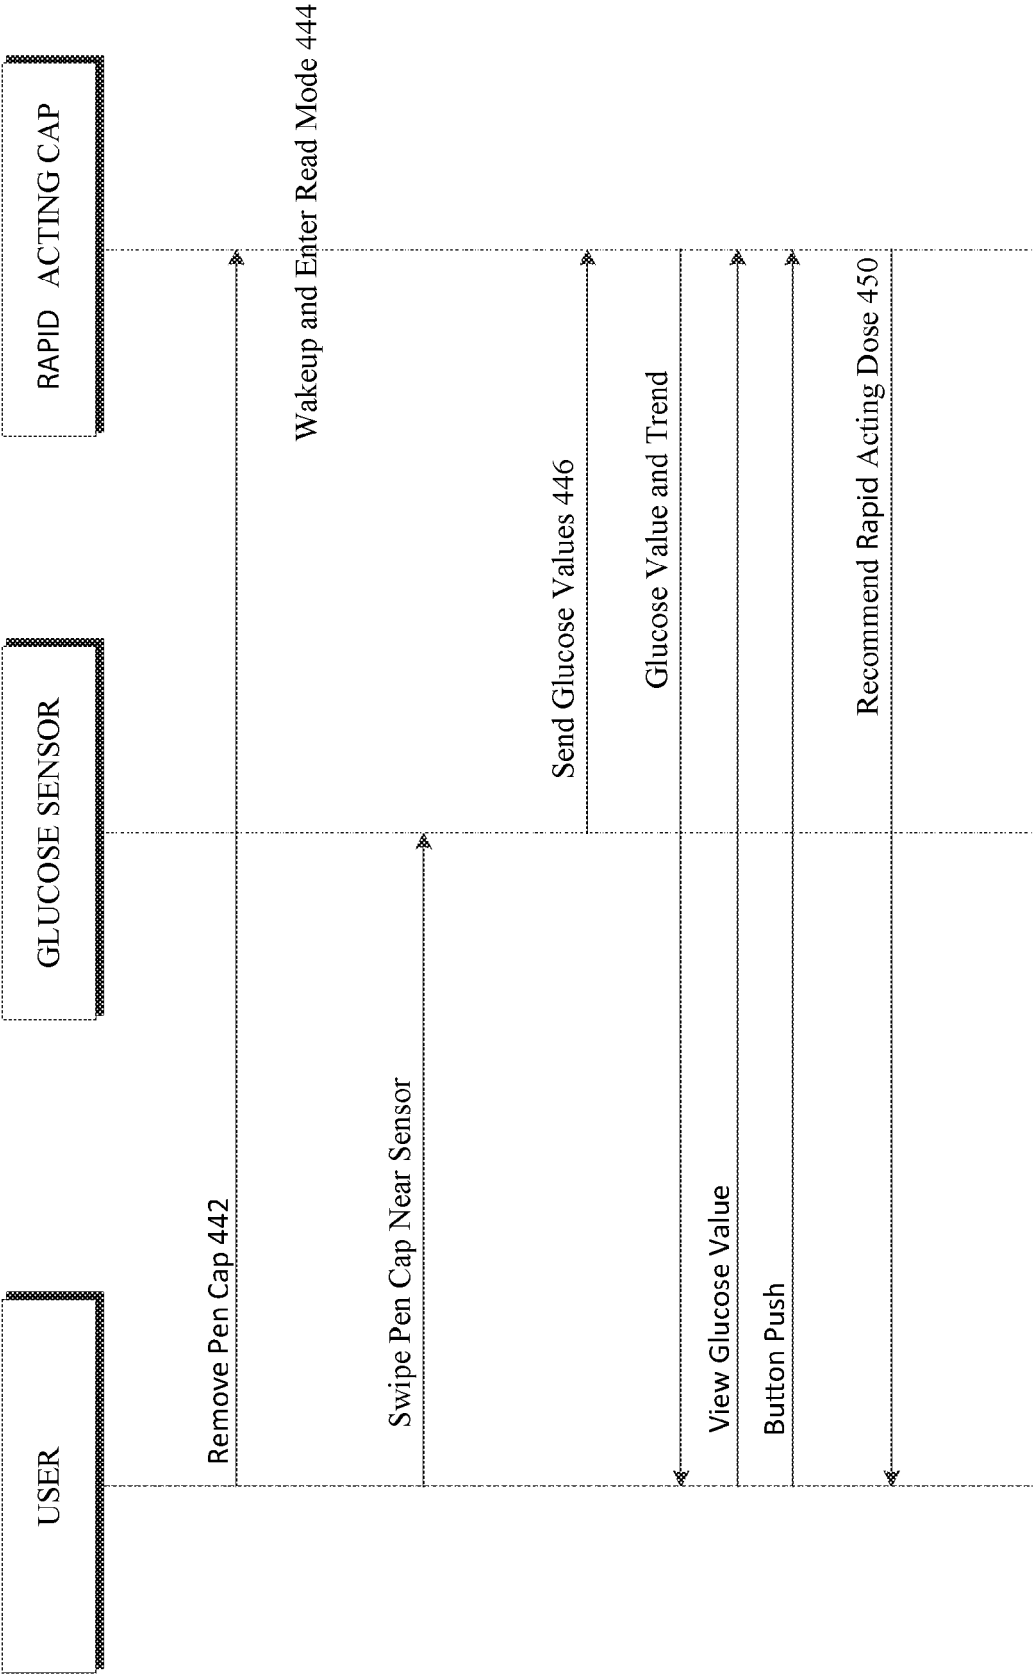 USER
GLUCOSE SENSOR
RAPID ACTING CAP
Remove Pen Cap 442
Wakeup and Enter Read Mode 444
Swipe Pen Cap Near Sensor
Send Glucose Values 446
Glucose Value and Trend
View Glucose Value
Button Push
Recommend Rapid Acting Dose 450